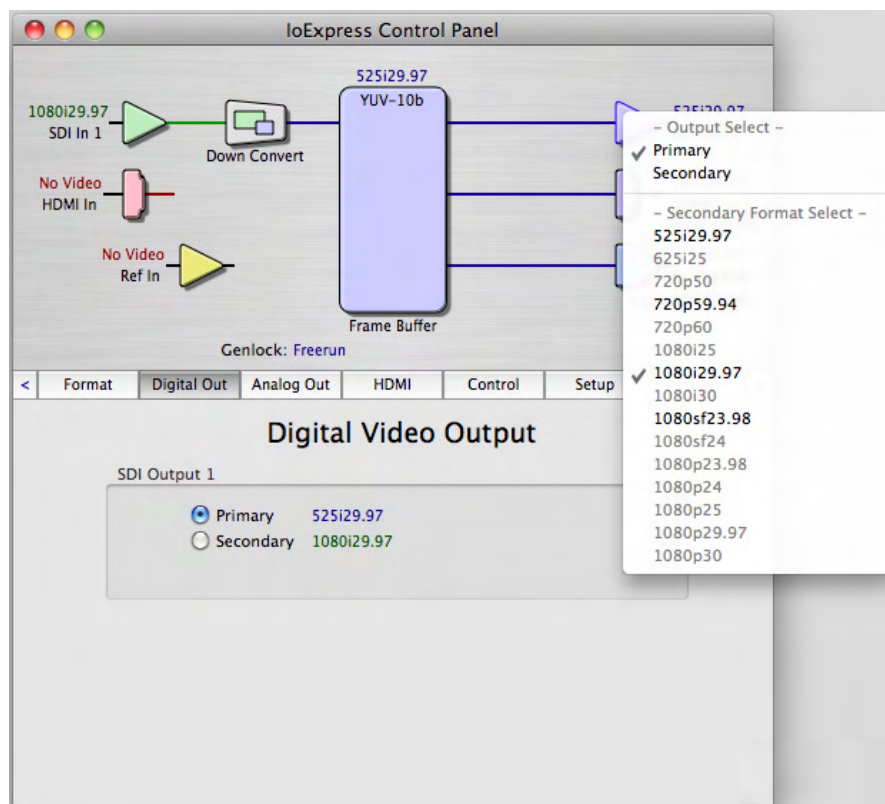 IoExpress Control Panel
525i29.97
YUV-10b
1080i29.97
SDI In 1
Down Convert
525i29.97
No Video
HDMI In
No Video
Ref In
Frame Buffer
Genlock: Freerun
– Output Select –
✓ Primary
Secondary
– Secondary Format Select –
525i29.97
625i25
720p50
720p59.94
720p60
1080i25
✓ 1080i29.97
1080i30
1080sf23.98
1080sf24
1080p23.98
1080p24
1080p25
1080p29.97
1080p30
< Format Digital Out Analog Out HDMI Control Setup
Digital Video Output
SDI Output 1
Primary 525i29.97
Secondary 1080i29.97